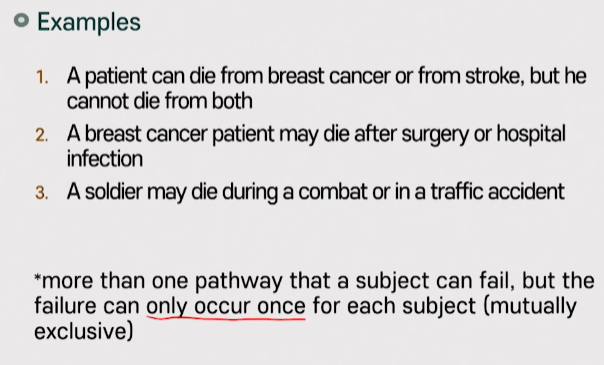 Examples
1. A patient can die from breast cancer or from stroke, but he
cannot die from both
2. A breast cancer patient may die after surgery or hospital
infection
3. A soldier may die during a combat or in a traffic accident
*more than one pathway that a subject can fail, but the
failure can only occur once for each subject (mutually
exclusive)